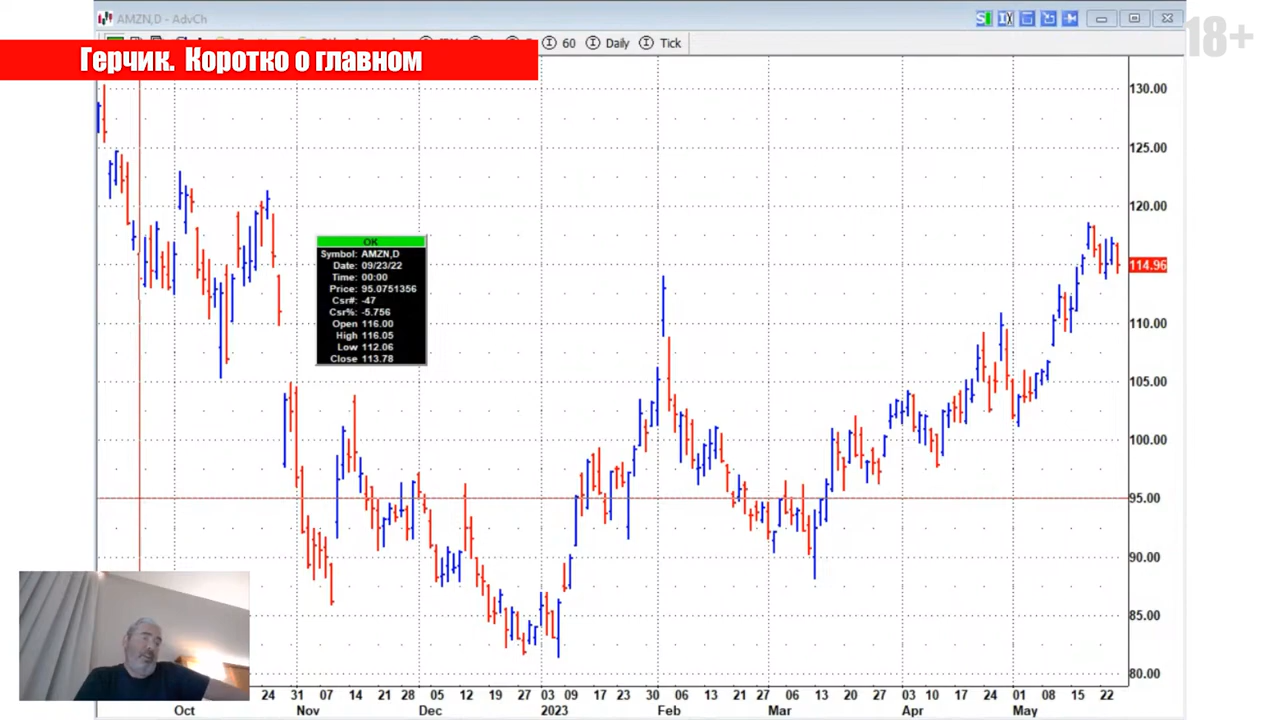 AMZN,D - AdvCh
18+
60 Daily Tick
Герчик. Коротко о главном
130.00
125.00
120.00
114.96
110.00
105.00
100.00
95.00
90.00
85.00
80.00
OK
Symbol: AMZN,D
Date: 09/23/22
Time: 00:00
Price: 95.0751356
Csr#: -47
Csr%: -5.756
Open 116.00
High 116.05
Low 112.06
Close 113.78
24 31 07 14 21 28 05 12 19 27 03 09 17 23 30 06 13 21 27 06 13 20 27 03 10 17 24 01 08 15 22
Oct Nov Dec 2023 Feb Mar Apr May